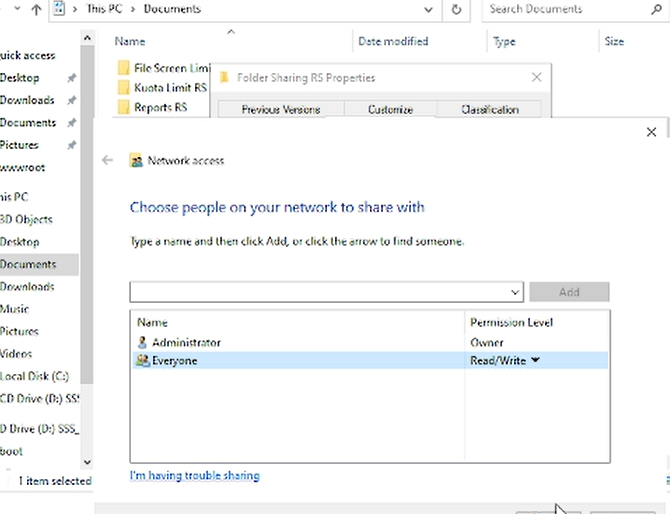 This PC > Documents
Search Documents
Name Date modified Type Size
File Screen Limi
Kuota Limit RS
Reports RS
Folder Sharing RS Properties
Previous Versions Customize Classification
uick access
Desktop
Downloads
Documents
Pictures
wwwroot
his PC
3D Objects
Desktop
Documents
Downloads
Music
Pictures
Videos
Local Disk (C:)
CD Drive (D:) SS
D Drive (D:) SSS_
boot
1 item selected
Network access
Choose people on your network to share with
Type a name and then click Add, or click the arrow to find someone.
Add
Name Permission Level
Administrator Owner
Everyone Read/Write
I'm having trouble sharing